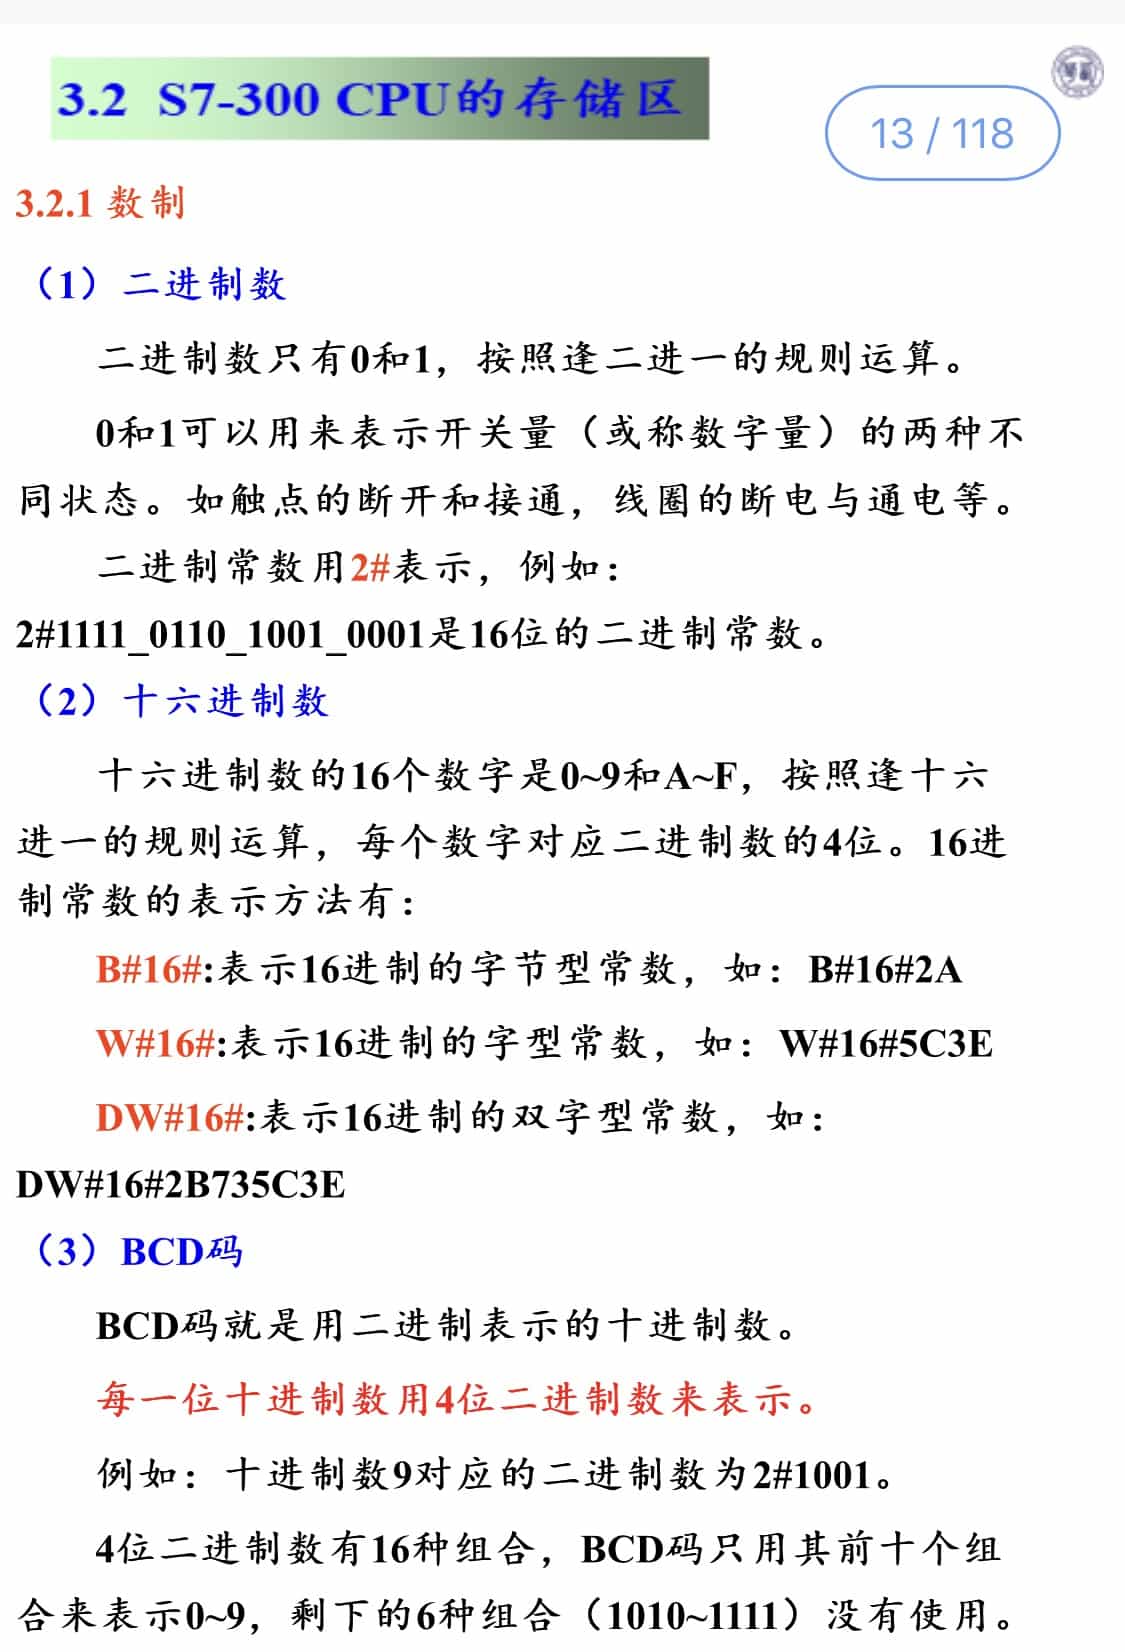 3.2 S7-300 CPU的存储区
13 / 118
3.2.1 数制
（1）二进制数
二进制数只有0和1，按照逢二进一的规则运算。
0和1可以用来表示开关量（或称数字量）的两种不
同状态。如触点的断开和接通，线圈的断电与通电等。
二进制常数用2#表示，例如：
2#1111_0110_1001_0001是16位的二进制常数。
（2）十六进制数
十六进制数的16个数字是0~9和A~F，按照逢十六
进一的规则运算，每个数字对应二进制数的4位。16进
制常数的表示方法有：
B#16#:表示16进制的字节型常数，如：B#16#2A
W#16#:表示16进制的字型常数，如：W#16#5C3E
DW#16#:表示16进制的双字型常数，如：
DW#16#2B735C3E
（3）BCD码
BCD码就是用二进制表示的十进制数。
每一位十进制数用4位二进制数来表示。
例如：十进制数9对应的二进制数为2#1001。
4位二进制数有16种组合，BCD码只用其前十个组
合来表示0~9，剩下的6种组合（1010~1111）没有使用。